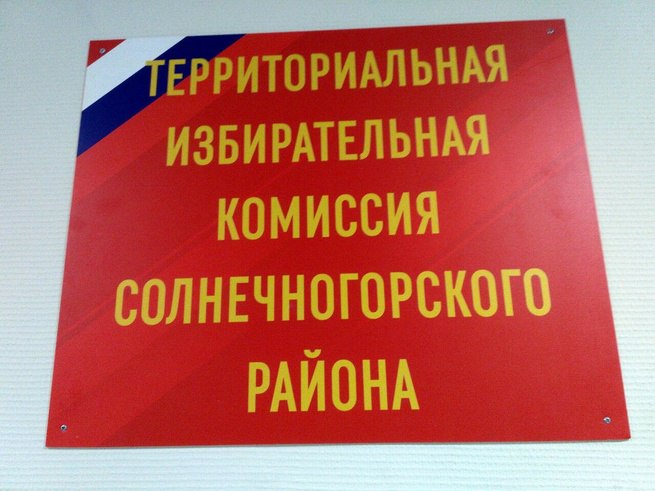 ТЕРРИТОРИАЛЬНАЯ
ИЗБИРАТЕЛЬНАЯ
КОМИССИЯ
СОЛНЕЧНОГОРСКОГО
РАЙОНА